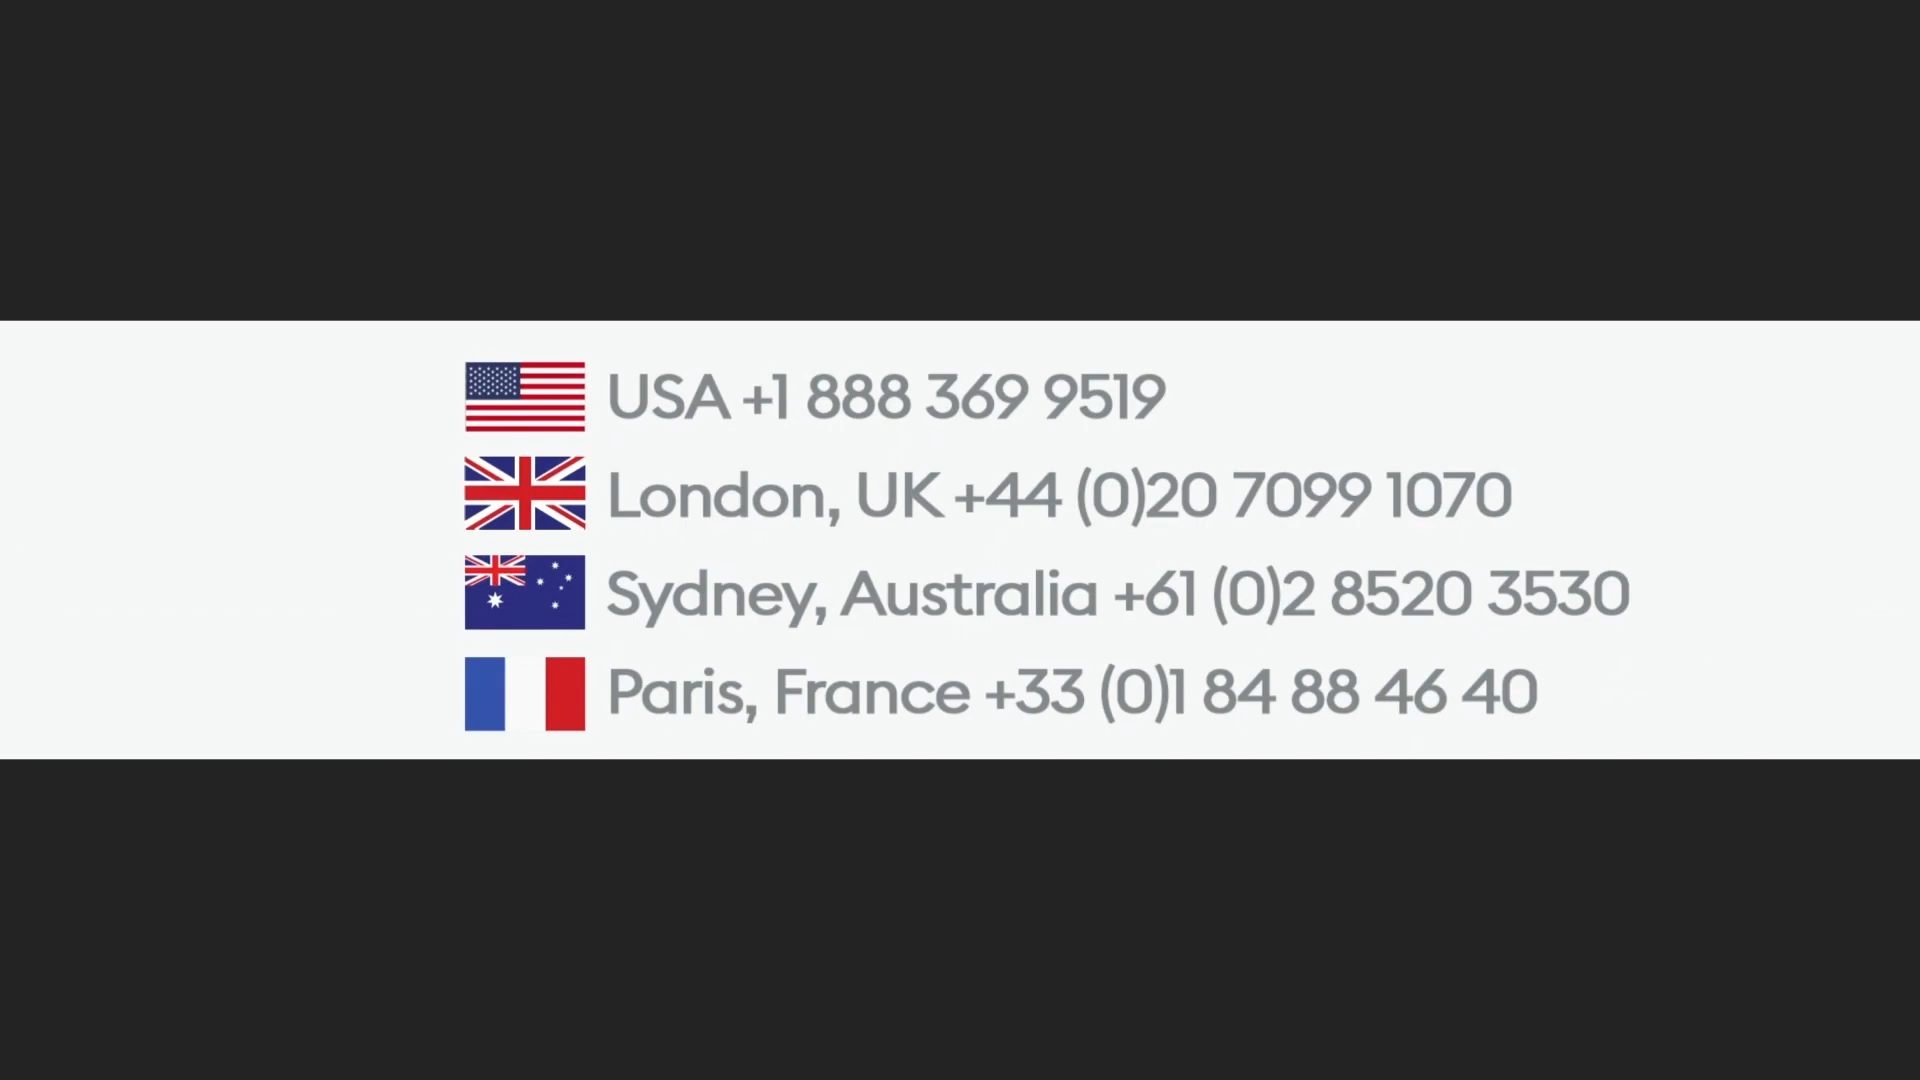 USA +1 888 369 9519
London, UK +44 (0)20 7099 1070
Sydney, Australia +61 (0)2 8520 3530
Paris, France +33 (0)1 84 88 46 40